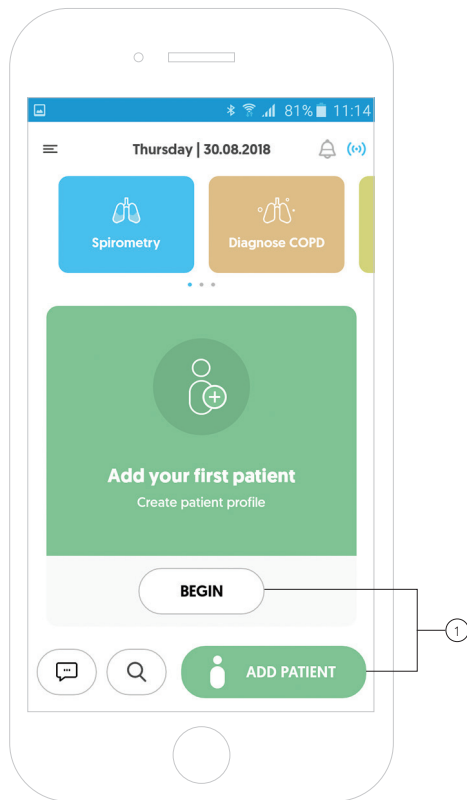 81% 11:14
Thursday | 30.08.2018
Spirometry
Diagnose COPD
Add your first patient
Create patient profile
BEGIN
ADD PATIENT
1